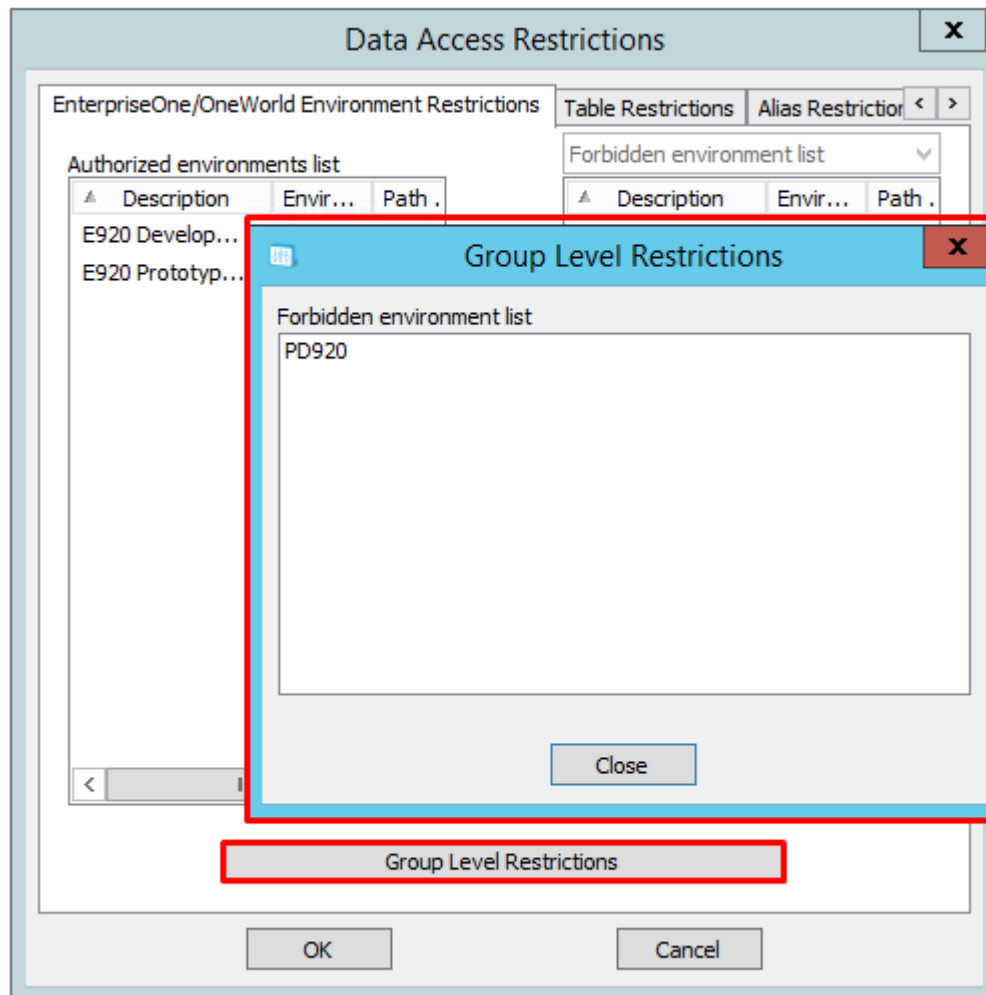 Data Access Restrictions
EnterpriseOne/OneWorld Environment Restrictions Table Restrictions Alias Restriction
Authorized environments list
Forbidden environment list
Description Envir... Path .
Description Envir... Path .
E920 Develop...
E920 Prototyp...
Group Level Restrictions
Forbidden environment list
PD920
Close
Group Level Restrictions
OK Cancel